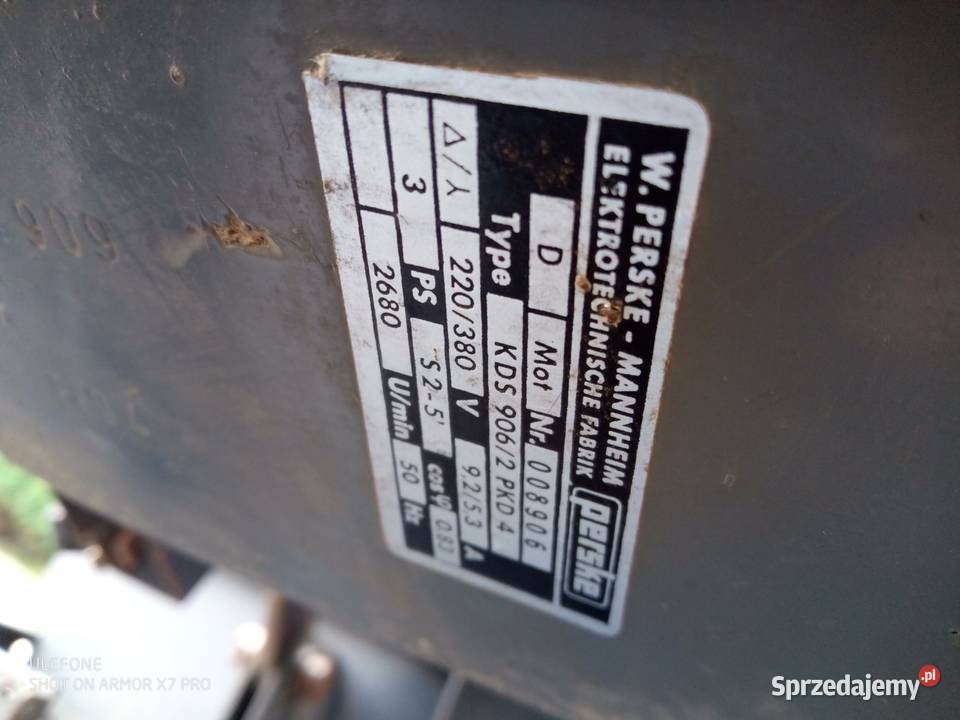 W. PERSKE - MANNHEIM
ELEKTROTECHNISCHE FABRIK
perske
D Mot Nr. 008906
Type KDS 906/2 PKD 4
Δ/⅄ 220/380 V 9,2/5,3 A
3 PS S 2-5' cos φ 0,83
2680 U/min 50 Hz
909
ULEFONE
SHOT ON ARMOR X7 PRO
Sprzedajemy.pl